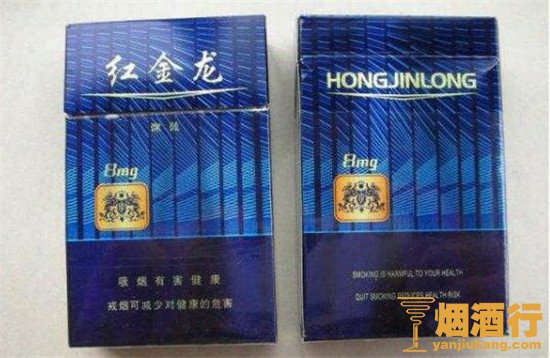 红金龙
8mg
吸烟有害健康
戒烟可减少对健康的危害
HONGJINLONG
8mg
SMOKING IS HARMFUL TO YOUR HEALTH
QUIT SMOKING REDUCES HEALTH RISK
烟酒行
yanjiuhang.com